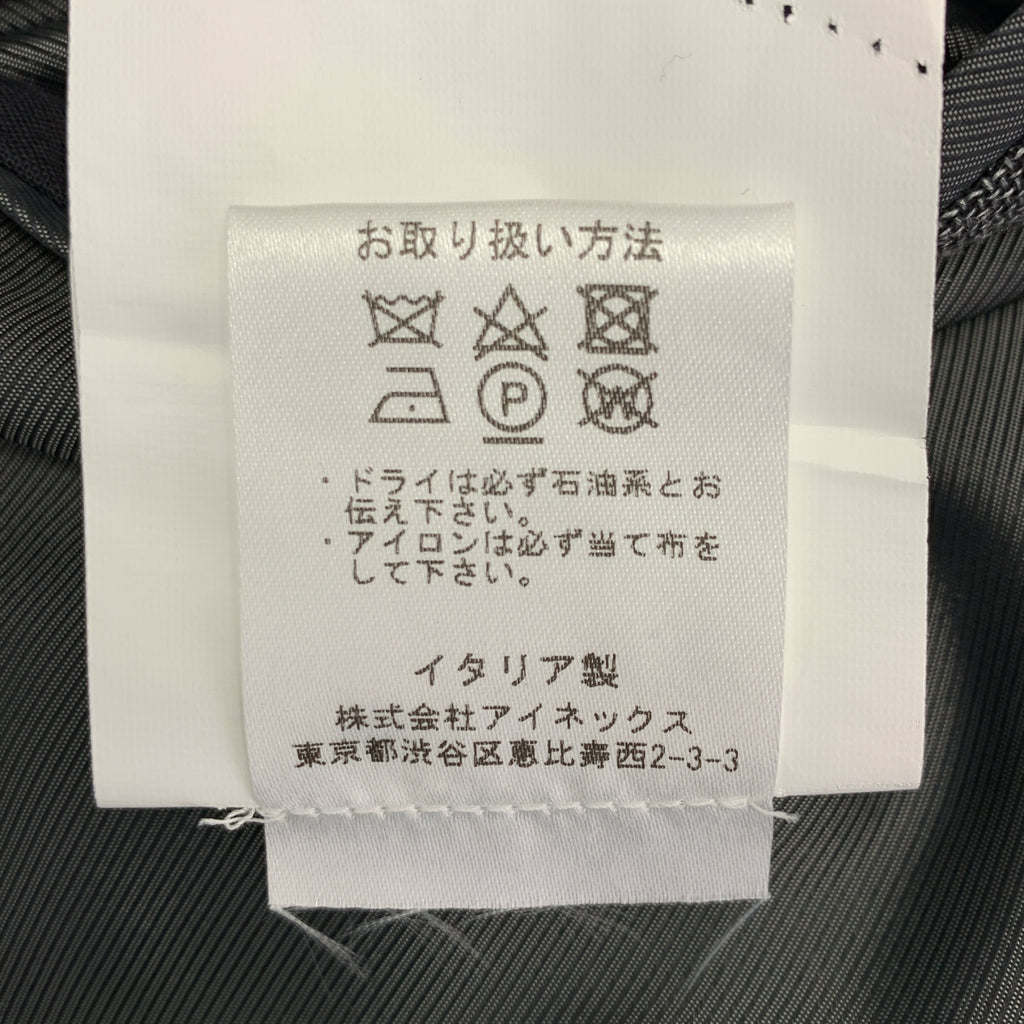 お取り扱い方法
P
W
・ドライは必ず石油系とお
伝え下さい。
・アイロンは必ず当て布を
して下さい。
イタリア製
株式会社アイネックス
東京都渋谷区恵比寿西2-3-3